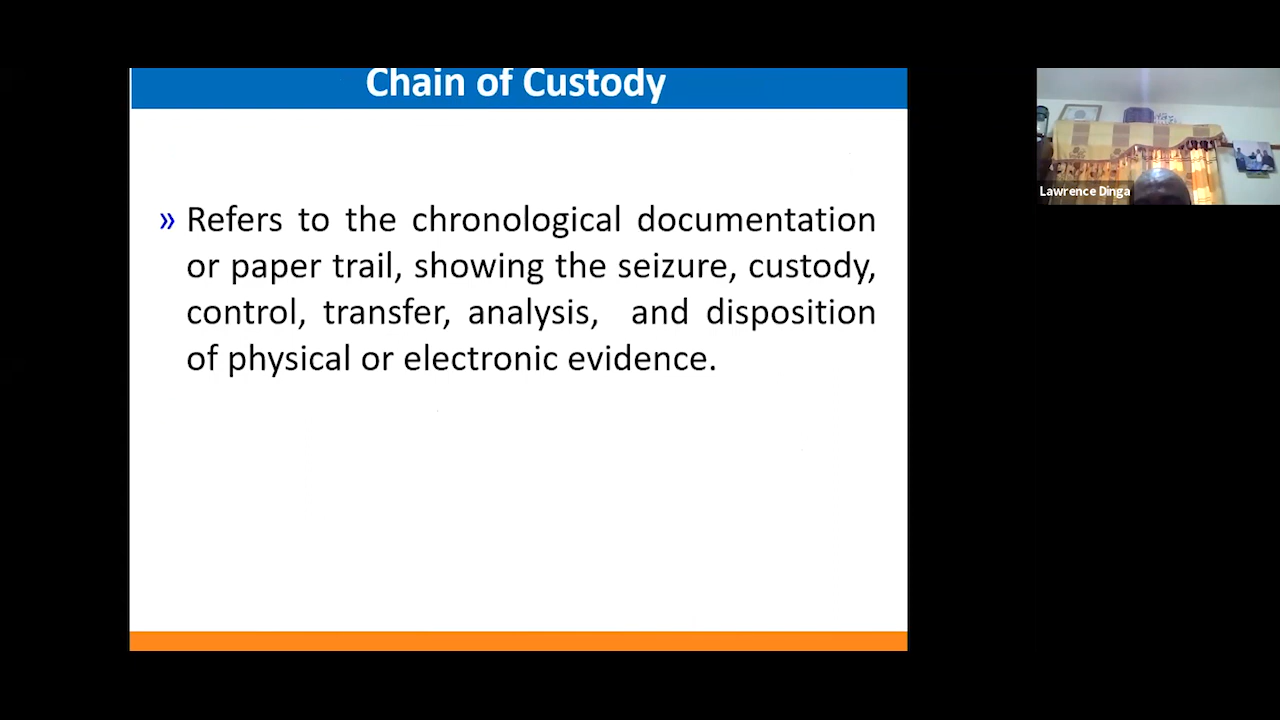 Chain of Custody
» Refers to the chronological documentation
or paper trail, showing the seizure, custody,
control, transfer, analysis, and disposition
of physical or electronic evidence.
Lawrence Dinga